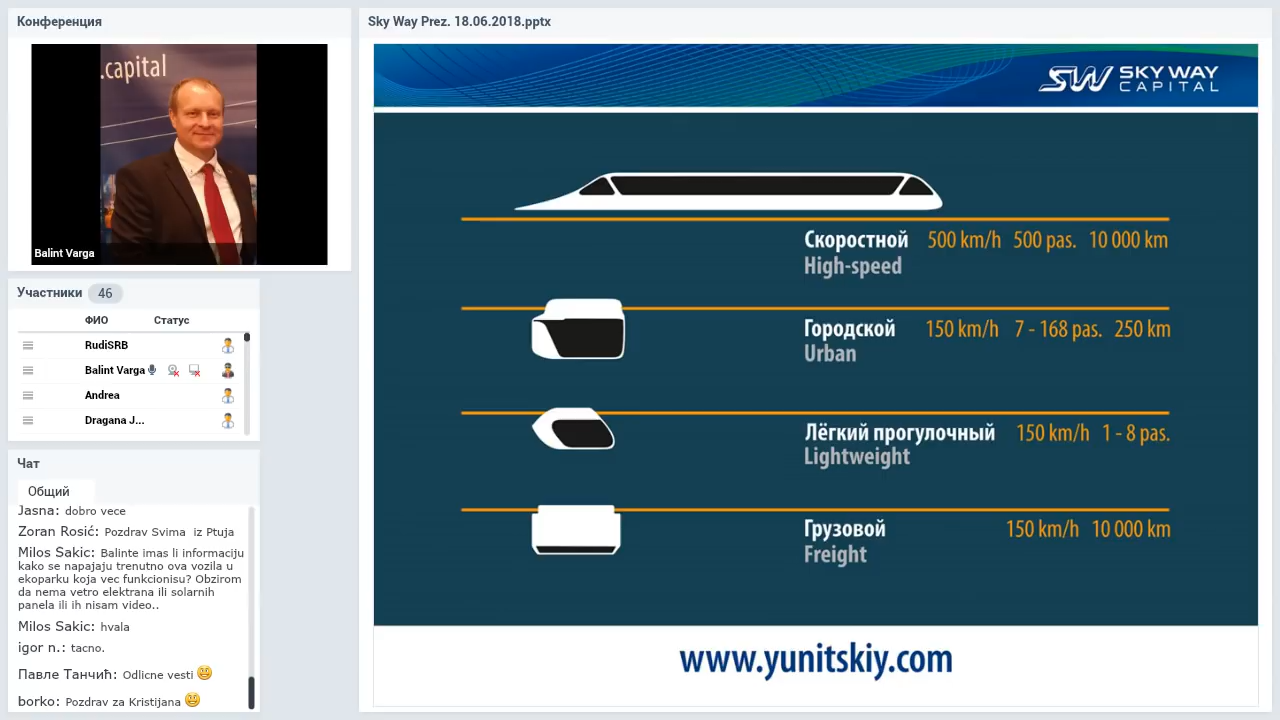 Конференция
.capital
Balint Varga
Участники 46
ФИО Статус
RudiSRB
Balint Varga
Andrea
Dragana J...
Чат
Общий
Jasna: dobro vece
Zoran Rosić: Pozdrav Svima iz Ptuja
Milos Sakic: Balinte imas li informaciju
kako se napajaju trenutno ova vozila u
ekoparku koja vec funkcionisu? Obzirom
da nema vetro elektrana ili solarnih
panela ili ih nisam video..
Milos Sakic: hvala
igor n.: tacno.
Павле Танчић: Odlicne vesti
borko: Pozdrav za Kristijana
Sky Way Prez. 18.06.2018.pptx
SW SKY WAY
CAPITAL
Скоростной 500 km/h 500 pas. 10 000 km
High-speed
Городской 150 km/h 7 - 168 pas. 250 km
Urban
Лёгкий прогулочный 150 km/h 1 - 8 pas.
Lightweight
Грузовой 150 km/h 10 000 km
Freight
www.yunitskiy.com